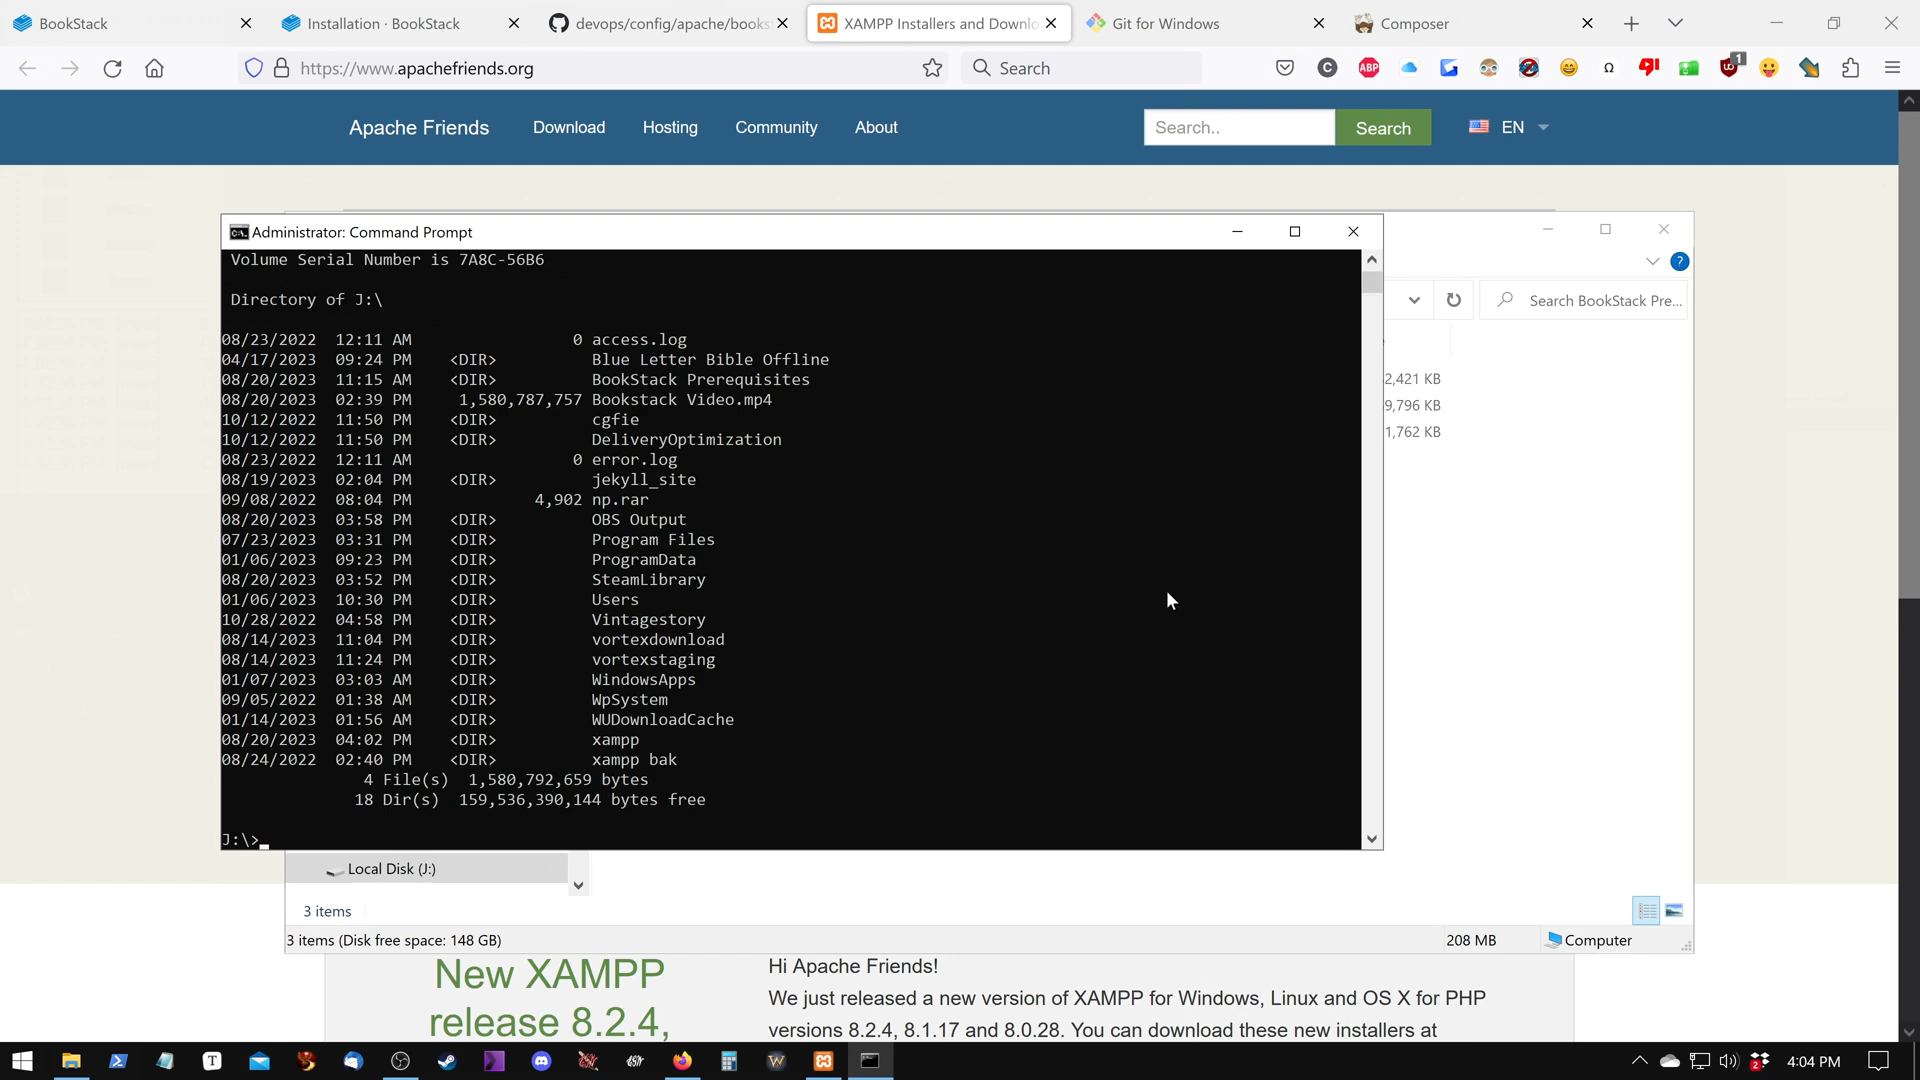 BookStack
Installation · BookStack
devops/config/apache/books
XAMPP Installers and Downlo
Git for Windows
Composer
https://www.apachefriends.org
Search
C
ABP
Ω
1
Apache Friends
Download
Hosting
Community
About
Search..
Search
EN
Administrator: Command Prompt
Volume Serial Number is 7A8C-56B6
Directory of J:\
08/23/2022 12:11 AM 0 access.log
04/17/2023 09:24 PM <DIR> Blue Letter Bible Offline
08/20/2023 11:15 AM <DIR> BookStack Prerequisites
08/20/2023 02:39 PM 1,580,787,757 Bookstack Video.mp4
10/12/2022 11:50 PM <DIR> cgfie
10/12/2022 11:50 PM <DIR> DeliveryOptimization
08/23/2022 12:11 AM 0 error.log
08/19/2023 02:04 PM <DIR> jekyll_site
09/08/2022 08:04 PM 4,902 np.rar
08/20/2023 03:58 PM <DIR> OBS Output
07/23/2023 03:31 PM <DIR> Program Files
01/06/2023 09:23 PM <DIR> ProgramData
08/20/2023 03:52 PM <DIR> SteamLibrary
01/06/2023 10:30 PM <DIR> Users
10/28/2022 04:58 PM <DIR> Vintagestory
08/14/2023 11:04 PM <DIR> vortexdownload
08/14/2023 11:24 PM <DIR> vortexstaging
01/07/2023 03:03 AM <DIR> WindowsApps
09/05/2022 01:38 AM <DIR> WpSystem
01/14/2023 01:56 AM <DIR> WUDownloadCache
08/20/2023 04:02 PM <DIR> xampp
08/24/2022 02:40 PM <DIR> xampp bak
4 File(s) 1,580,792,659 bytes
18 Dir(s) 159,536,390,144 bytes free
J:\>
Search BookStack Pre...
2,421 KB
9,796 KB
1,762 KB
Local Disk (J:)
3 items
3 items (Disk free space: 148 GB)
208 MB
Computer
New XAMPP
release 8.2.4,
Hi Apache Friends!
We just released a new version of XAMPP for Windows, Linux and OS X for PHP
versions 8.2.4, 8.1.17 and 8.0.28. You can download these new installers at
4:04 PM